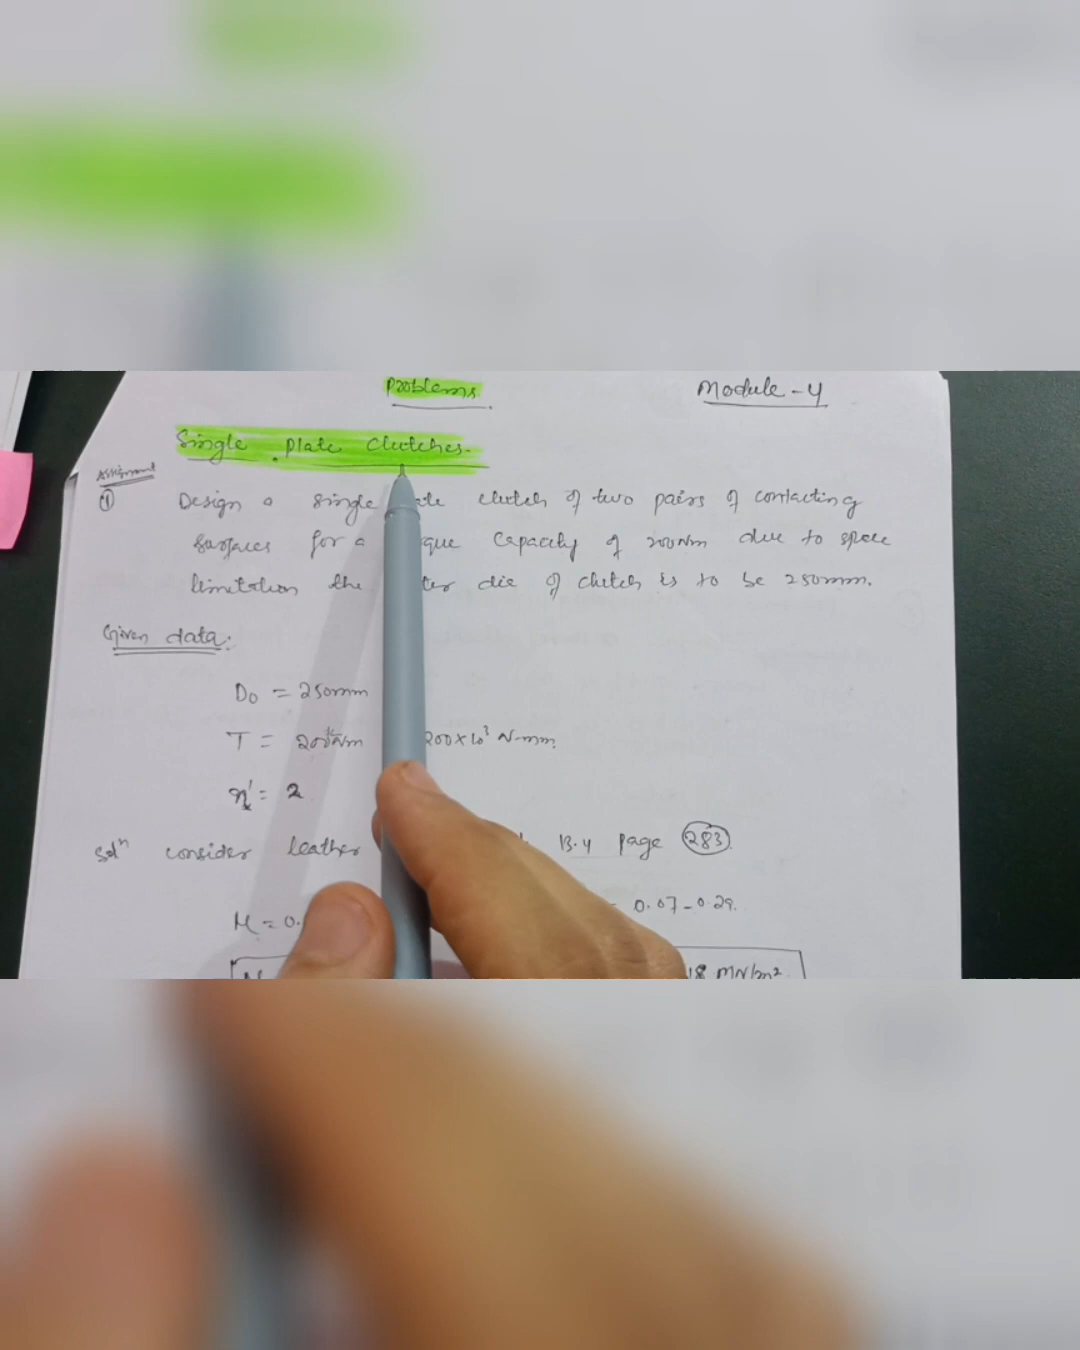 Problems
Module-4
Single Plate Clutches.
Assignment
① Design a single clutch of two pairs of contacting
surfaces for a capacity of 200Nm due to space
limitation the dia of clutch is to be 250mm.
Given data:
D0 = 250mm
T = 200Nm 200×10³ N-mm.
n' = 2
Solⁿ consider leather 13.4 page 283.
μ = 0. 0.07-0.29.
18 MN/m²